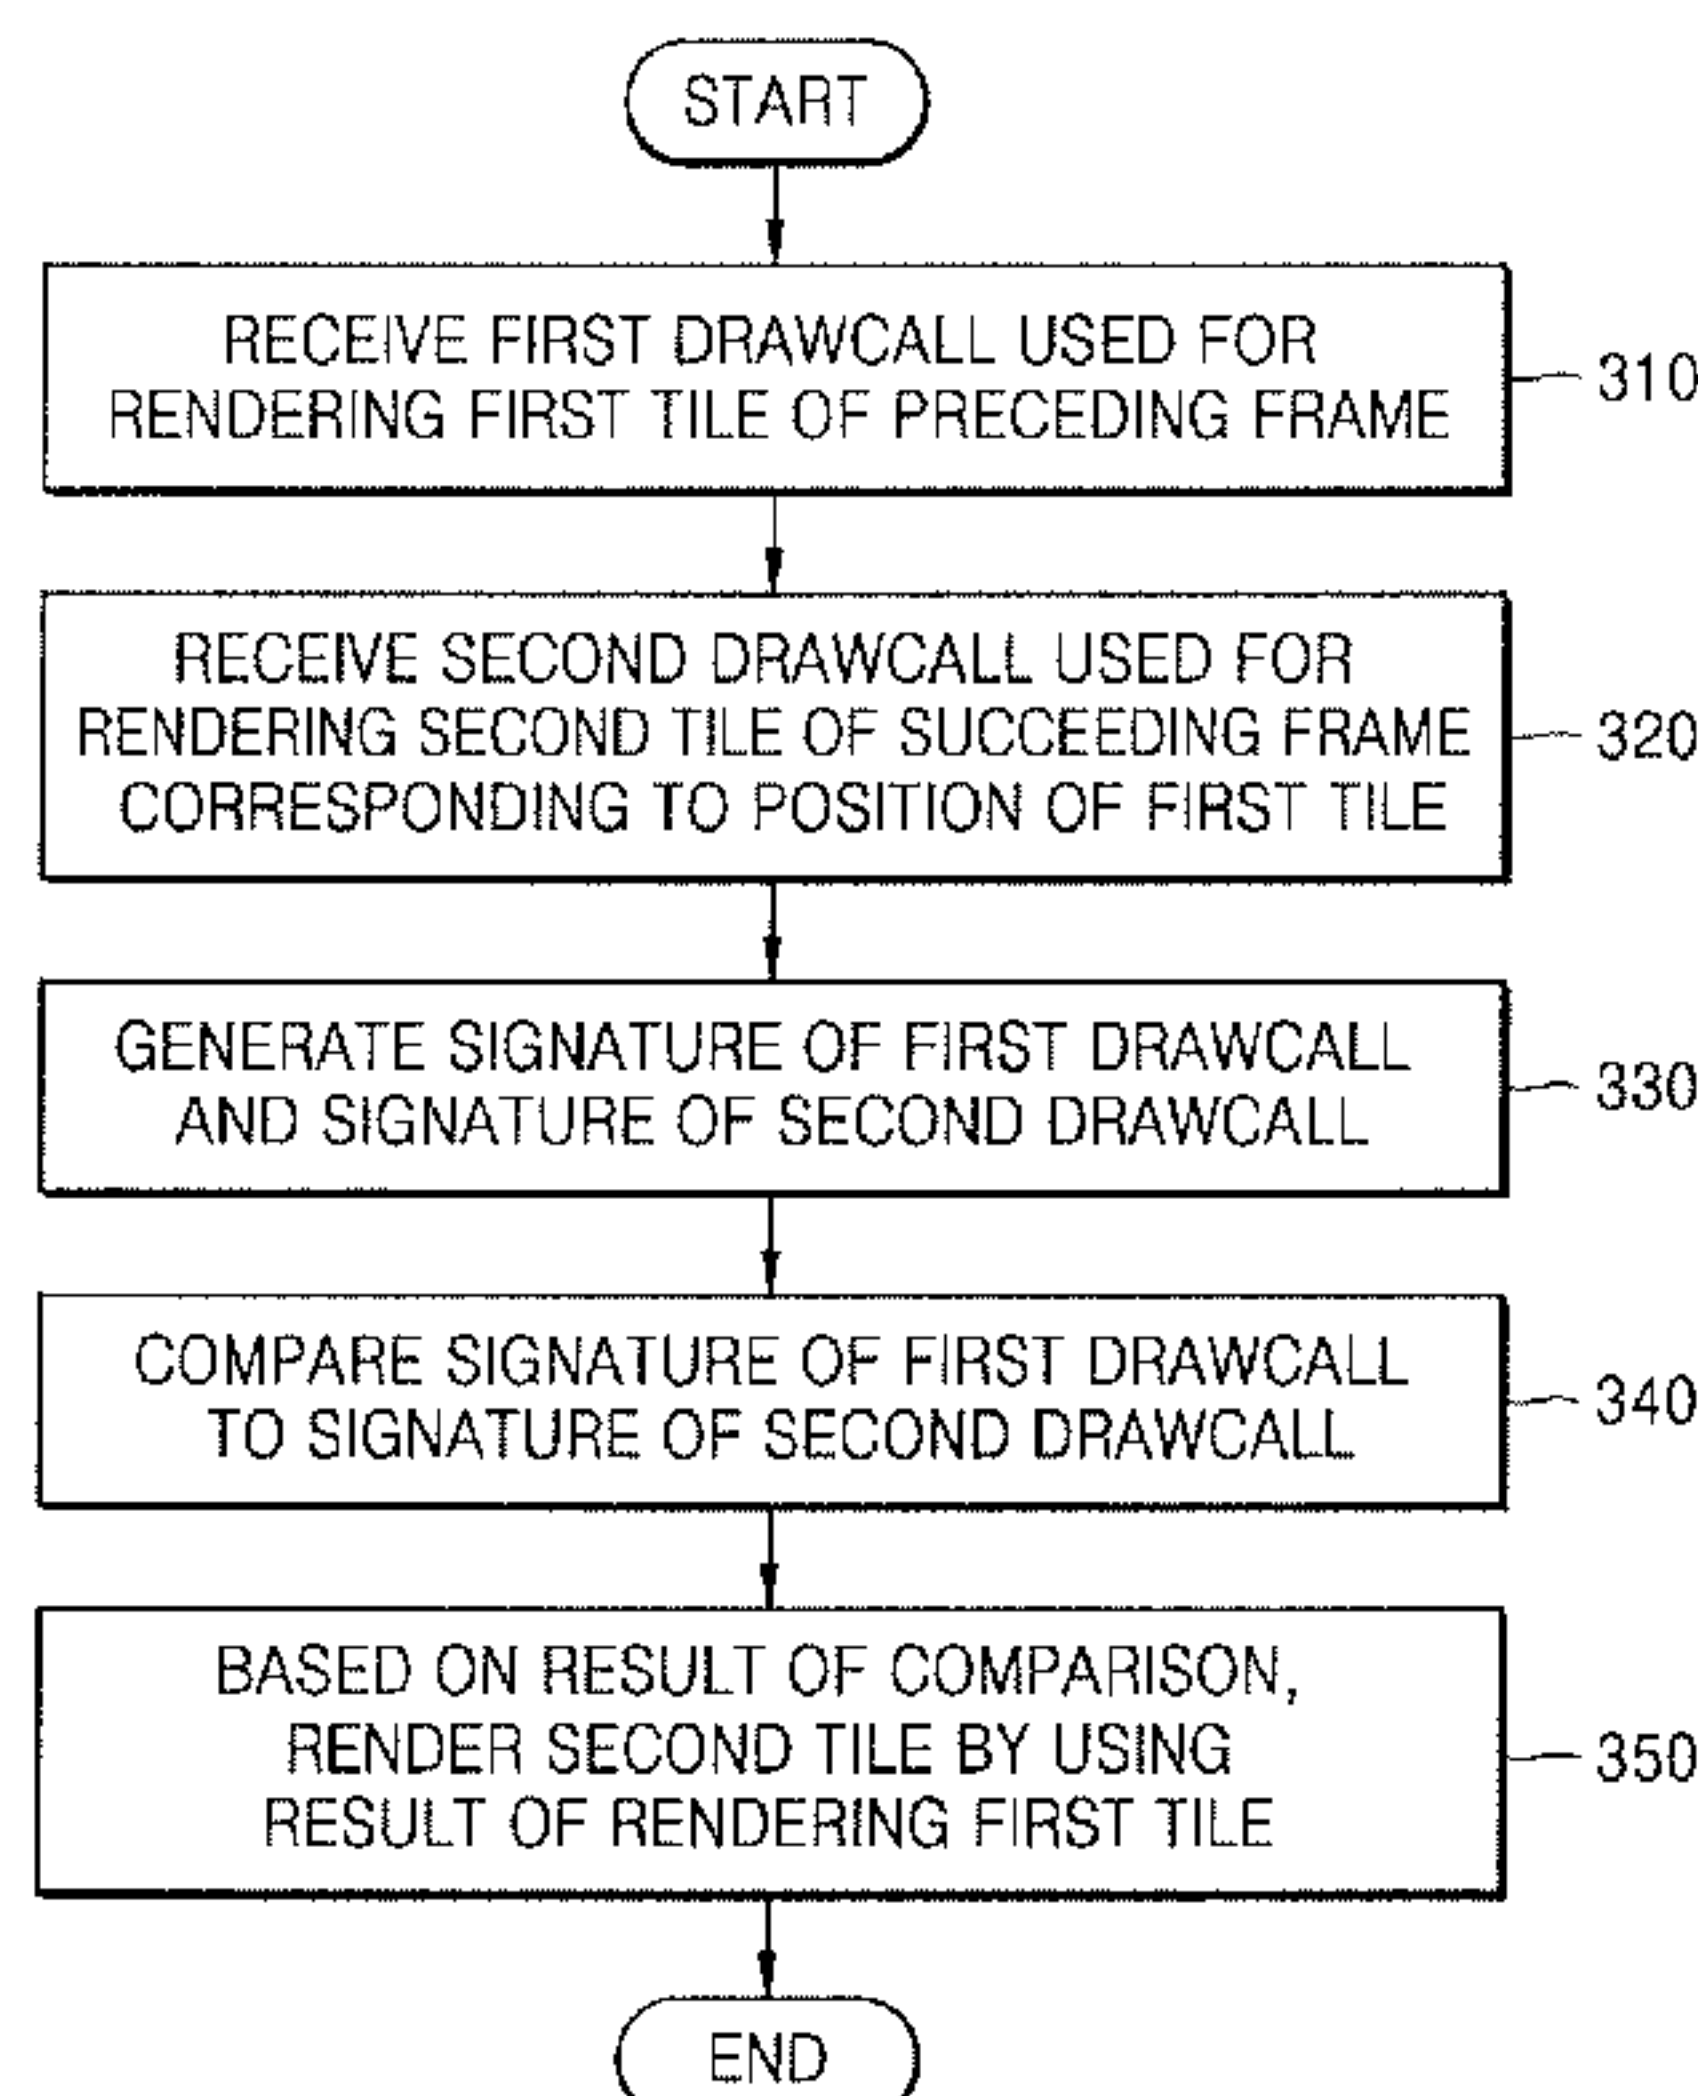 START
RECEIVE FIRST DRAWCALL USED FOR
RENDERING FIRST TILE OF PRECEDING FRAME
310
RECEIVE SECOND DRAWCALL USED FOR
RENDERING SECOND TILE OF SUCCEEDING FRAME
CORRESPONDING TO POSITION OF FIRST TILE
320
GENERATE SIGNATURE OF FIRST DRAWCALL
AND SIGNATURE OF SECOND DRAWCALL
330
COMPARE SIGNATURE OF FIRST DRAWCALL
TO SIGNATURE OF SECOND DRAWCALL
340
BASED ON RESULT OF COMPARISON,
RENDER SECOND TILE BY USING
RESULT OF RENDERING FIRST TILE
350
END